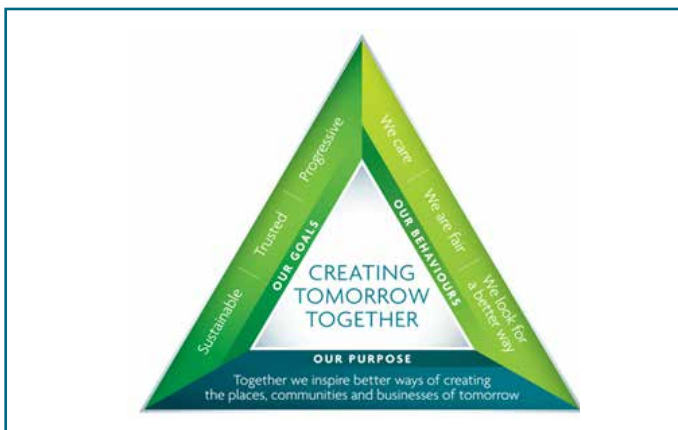 Progressive
Trusted
Sustainable
OUR GOALS
We care
We are fair
We look for
a better way
OUR BEHAVIOURS
CREATING
TOMORROW
TOGETHER
OUR PURPOSE
Together we inspire better ways of creating
the places, communities and businesses of tomorrow